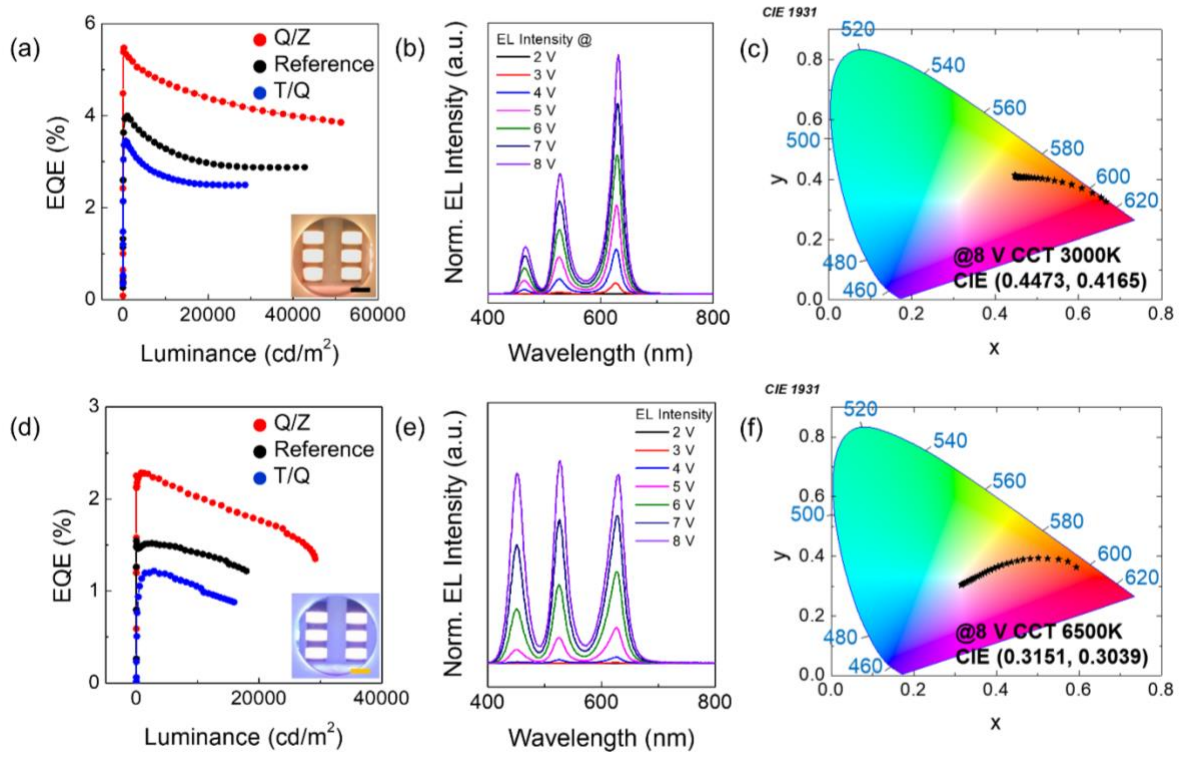 (a)
6
4
2
0
EQE (%)
Q/Z
Reference
T/Q
0 20000 40000 60000
Luminance (cd/m²)
(b)
Norm. EL Intensity (a.u.)
EL Intensity @
2 V
3 V
4 V
5 V
6 V
7 V
8 V
400 600 800
Wavelength (nm)
(c)
CIE 1931
520
540
560
580
600
620
500
480
460
0.8
0.6
0.4
0.2
0.0
y
@8 V CCT 3000K
CIE (0.4473, 0.4165)
0.0 0.2 0.4 0.6 0.8
x
(d)
3
2
1
0
EQE (%)
Q/Z
Reference
T/Q
0 20000 40000
Luminance (cd/m²)
(e)
Norm. EL Intensity (a.u.)
EL Intensity
2 V
3 V
4 V
5 V
6 V
7 V
8 V
400 600 800
Wavelength (nm)
(f)
CIE 1931
520
540
560
580
600
620
500
480
460
0.8
0.6
0.4
0.2
0.0
y
@8 V CCT 6500K
CIE (0.3151, 0.3039)
0.0 0.2 0.4 0.6 0.8
x